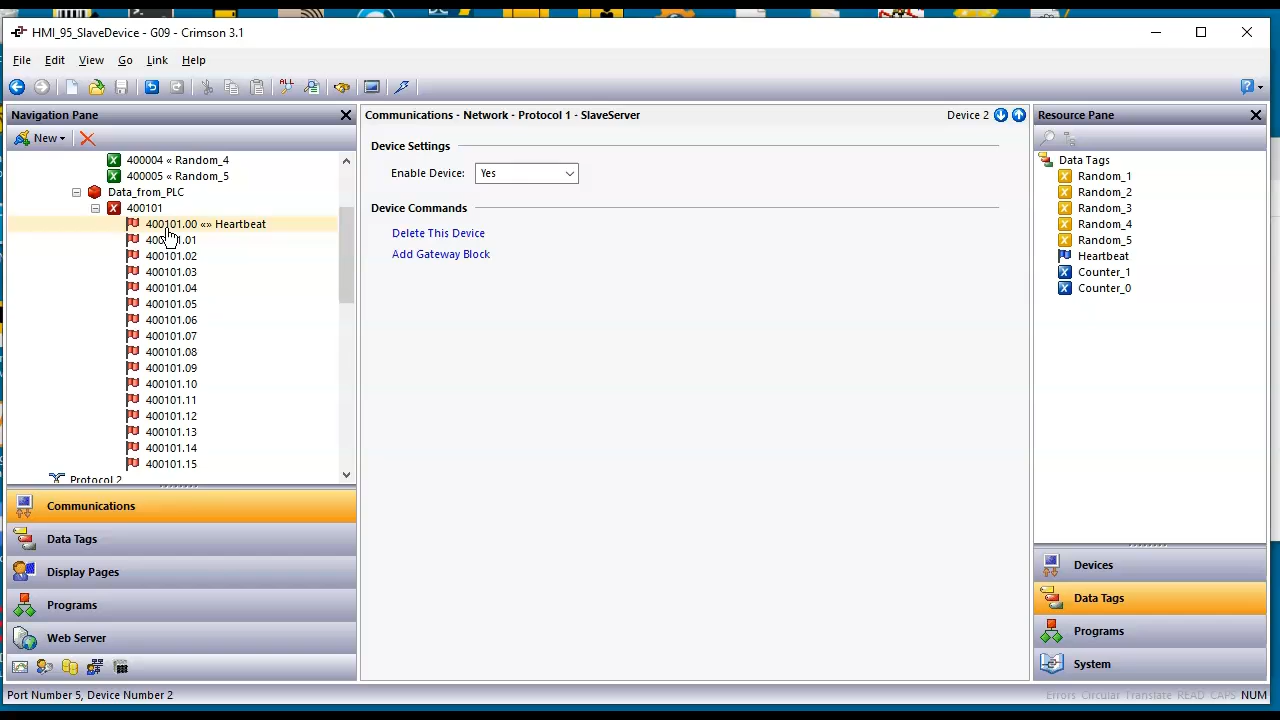 HMI_95_SlaveDevice - G09 - Crimson 3.1
File Edit View Go Link Help
Navigation Pane
New
400004 « Random_4
400005 « Random_5
Data_from_PLC
400101
400101.00 «» Heartbeat
400101.01
400101.02
400101.03
400101.04
400101.05
400101.06
400101.07
400101.08
400101.09
400101.10
400101.11
400101.12
400101.13
400101.14
400101.15
Protocol 2
Communications
Data Tags
Display Pages
Programs
Web Server
Communications - Network - Protocol 1 - SlaveServer
Device 2
Device Settings
Enable Device: Yes
Device Commands
Delete This Device
Add Gateway Block
Resource Pane
Data Tags
Random_1
Random_2
Random_3
Random_4
Random_5
Heartbeat
Counter_1
Counter_0
Devices
Data Tags
Programs
System
Port Number 5, Device Number 2
Errors Circular Translate READ CAPS NUM